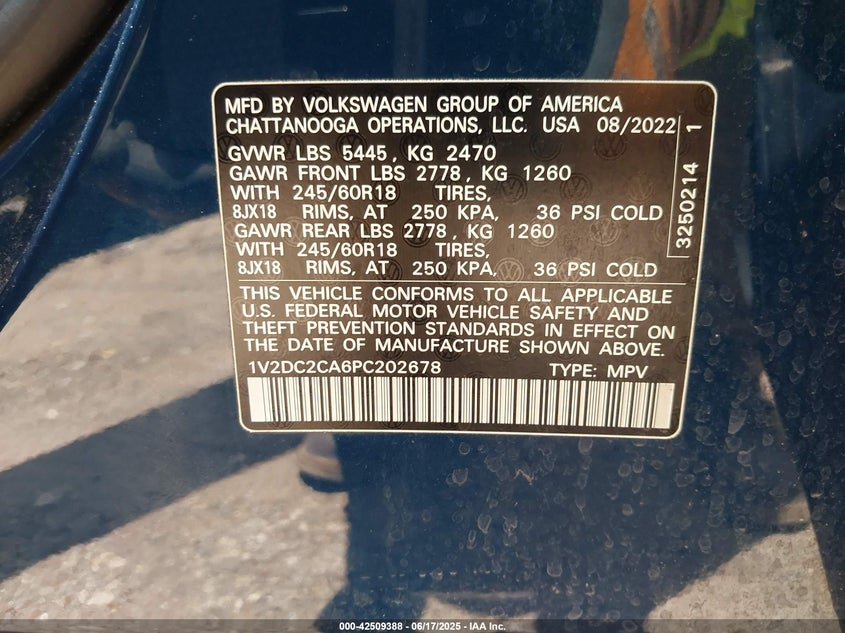 MFD BY VOLKSWAGEN GROUP OF AMERICA
CHATTANOOGA OPERATIONS, LLC. USA 08/2022
GVWR LBS 5445, KG 2470
GAWR FRONT LBS 2778, KG 1260
WITH 245/60R18 TIRES,
8JX18 RIMS, AT 250 KPA, 36 PSI COLD
GAWR REAR LBS 2778, KG 1260
WITH 245/60R18 TIRES,
8JX18 RIMS, AT 250 KPA, 36 PSI COLD
3250214 1
THIS VEHICLE CONFORMS TO ALL APPLICABLE
U.S. FEDERAL MOTOR VEHICLE SAFETY AND
THEFT PREVENTION STANDARDS IN EFFECT ON
THE DATE OF MANUFACTURE SHOWN ABOVE.
1V2DC2CA6PC202678 TYPE: MPV
000-42509388 - 06/17/2025 - IAA Inc.